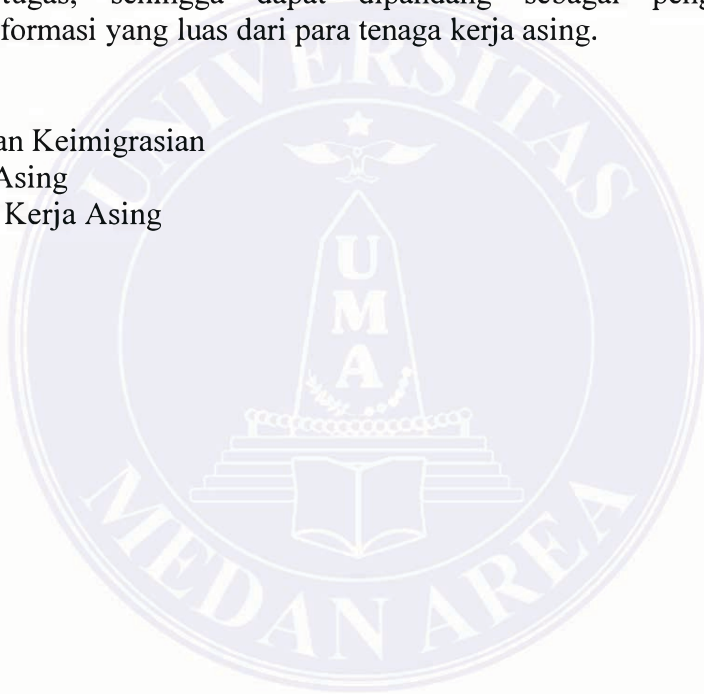 tugas, sehingga dapat dipandang sebagai
formasi yang luas dari para tenaga kerja asing.
an Keimigrasian
Asing
Kerja Asing
UNIVERSITAS
UMA
MEDAN AREA